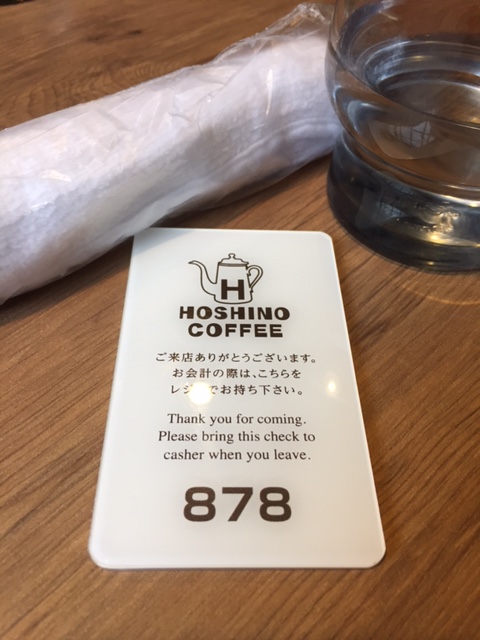 H
HOSHINO
COFFEE
ご来店ありがとうございます。
お会計の際は、こちらを
レジでお持ち下さい。
Thank you for coming.
Please bring this check to
casher when you leave.
878